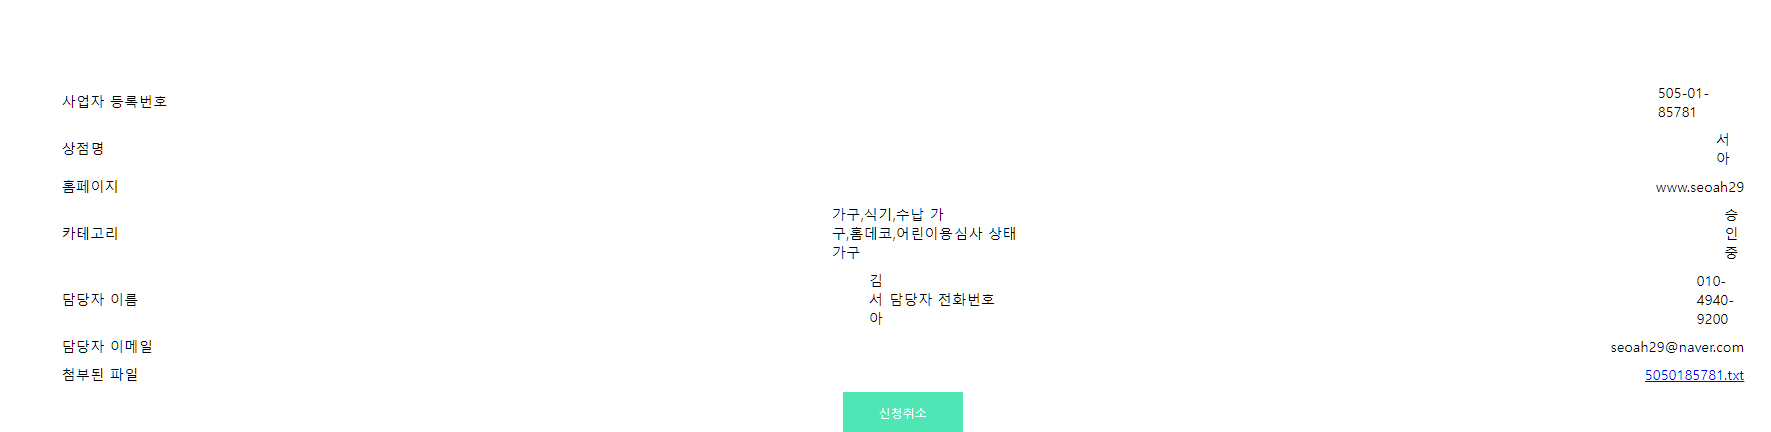 사업자 등록번호
505-01-
85781
상점명
서
아
홈페이지
www.seoah29
카테고리
가구,식기,수납 가
구,홈데코,어린이용심사 상태
가구
승
인
중
담당자 이름
김
서 담당자 전화번호
아
010-
4940-
9200
담당자 이메일
seoah29@naver.com
첨부된 파일
5050185781.txt
신청취소